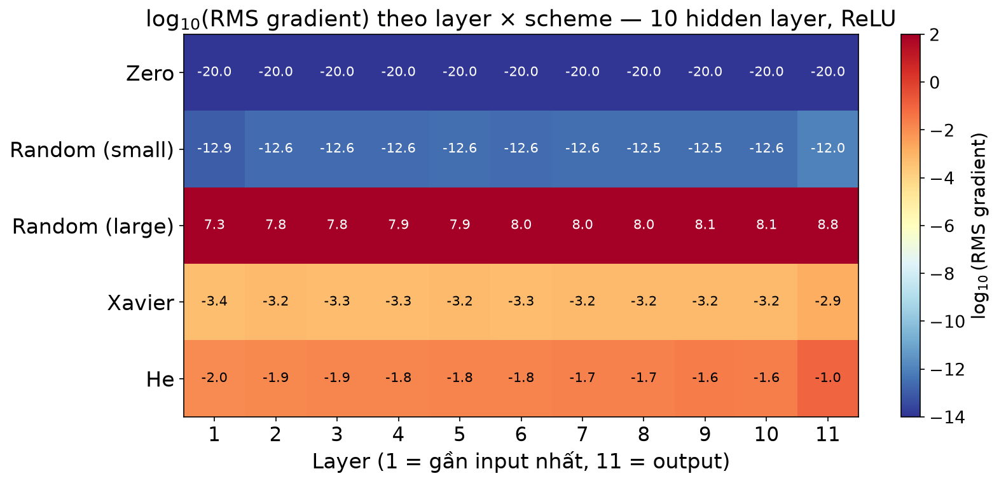 log₁₀(RMS gradient) theo layer × scheme — 10 hidden layer, ReLU
Zero -20.0 -20.0 -20.0 -20.0 -20.0 -20.0 -20.0 -20.0 -20.0 -20.0 -20.0
Random (small) -12.9 -12.6 -12.6 -12.6 -12.6 -12.6 -12.6 -12.5 -12.5 -12.6 -12.0
Random (large) 7.3 7.8 7.8 7.9 7.9 8.0 8.0 8.0 8.1 8.1 8.8
Xavier -3.4 -3.2 -3.3 -3.3 -3.2 -3.3 -3.2 -3.2 -3.2 -3.2 -2.9
He -2.0 -1.9 -1.9 -1.8 -1.8 -1.8 -1.7 -1.7 -1.6 -1.6 -1.0
1 2 3 4 5 6 7 8 9 10 11
Layer (1 = gần input nhất, 11 = output)
2
0
−2
−4
−6
−8
−10
−12
−14
log₁₀(RMS gradient)